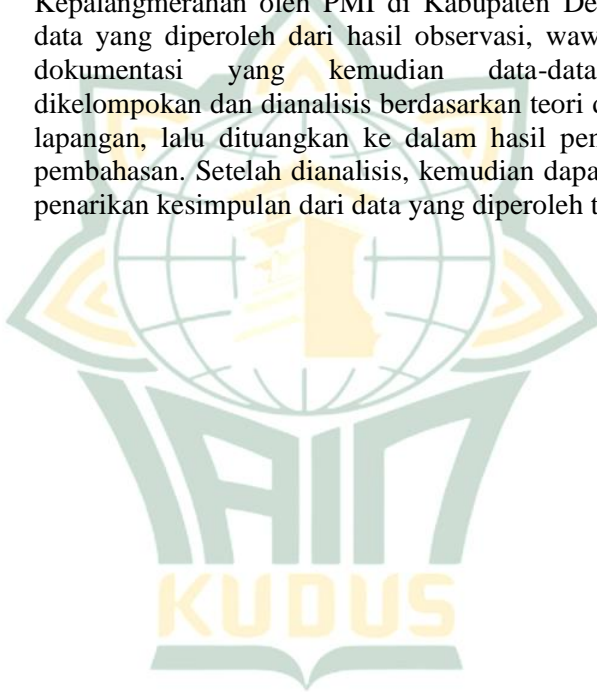 Kepalangmerahan oleh PMI di Kabupaten De
data yang diperoleh dari hasil observasi, waw
dokumentasi yang kemudian data-data
dikelompokan dan dianalisis berdasarkan teori d
lapangan, lalu dituangkan ke dalam hasil pen
pembahasan. Setelah dianalisis, kemudian dapa
penarikan kesimpulan dari data yang diperoleh t
IAIN
KUDUS